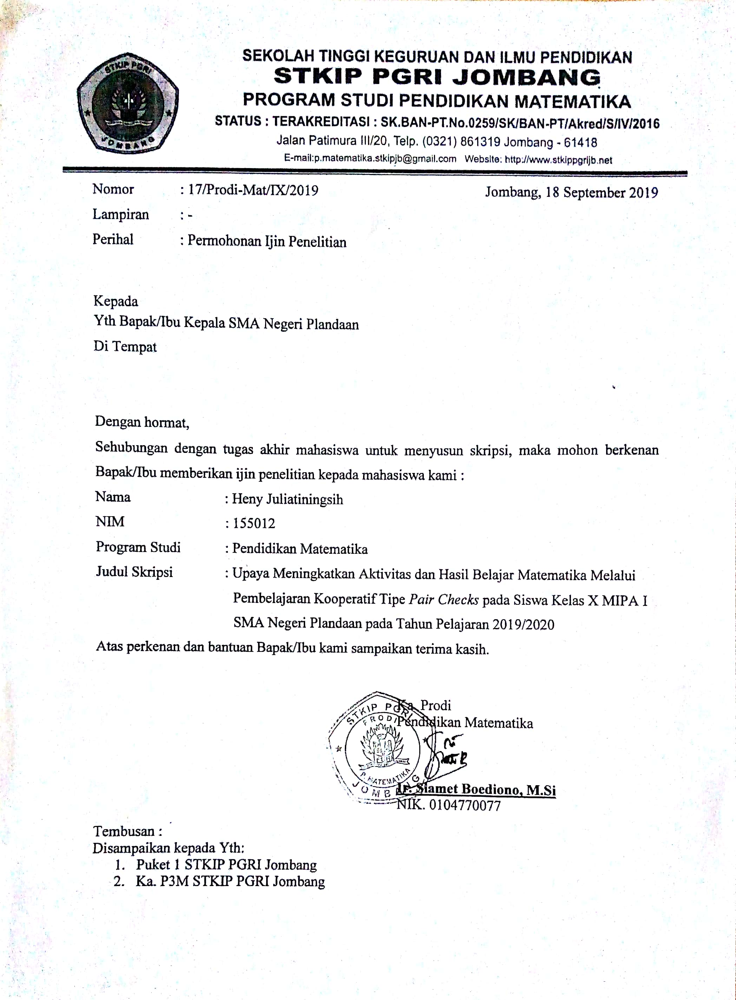 STKIP PGRI
JOMBANG
SEKOLAH TINGGI KEGURUAN DAN ILMU PENDIDIKAN
STKIP PGRI JOMBANG
PROGRAM STUDI PENDIDIKAN MATEMATIKA
STATUS : TERAKREDITASI : SK.BAN-PT.No.0259/SK/BAN-PT/Akred/S/IV/2016
Jalan Patimura III/20, Telp. (0321) 861319 Jombang - 61418
E-mail:p.matematika.stkipjb@gmail.com Website: http://www.stkippgrijb.net
Nomor : 17/Prodi-Mat/IX/2019 Jombang, 18 September 2019
Lampiran : -
Perihal : Permohonan Ijin Penelitian
Kepada
Yth Bapak/Ibu Kepala SMA Negeri Plandaan
Di Tempat
Dengan hormat,
Sehubungan dengan tugas akhir mahasiswa untuk menyusun skripsi, maka mohon berkenan
Bapak/Ibu memberikan ijin penelitian kepada mahasiswa kami :
Nama : Heny Juliatiningsih
NIM : 155012
Program Studi : Pendidikan Matematika
Judul Skripsi : Upaya Meningkatkan Aktivitas dan Hasil Belajar Matematika Melalui
Pembelajaran Kooperatif Tipe Pair Checks pada Siswa Kelas X MIPA I
SMA Negeri Plandaan pada Tahun Pelajaran 2019/2020
Atas perkenan dan bantuan Bapak/Ibu kami sampaikan terima kasih.
Ka. Prodi
Pendidikan Matematika
STKIP PGRI
PRODI
P. MATEMATIKA
JOMBANG
Ir. Slamet Boediono, M.Si
NIK. 0104770077
Tembusan :
Disampaikan kepada Yth:
1. Puket 1 STKIP PGRI Jombang
2. Ka. P3M STKIP PGRI Jombang